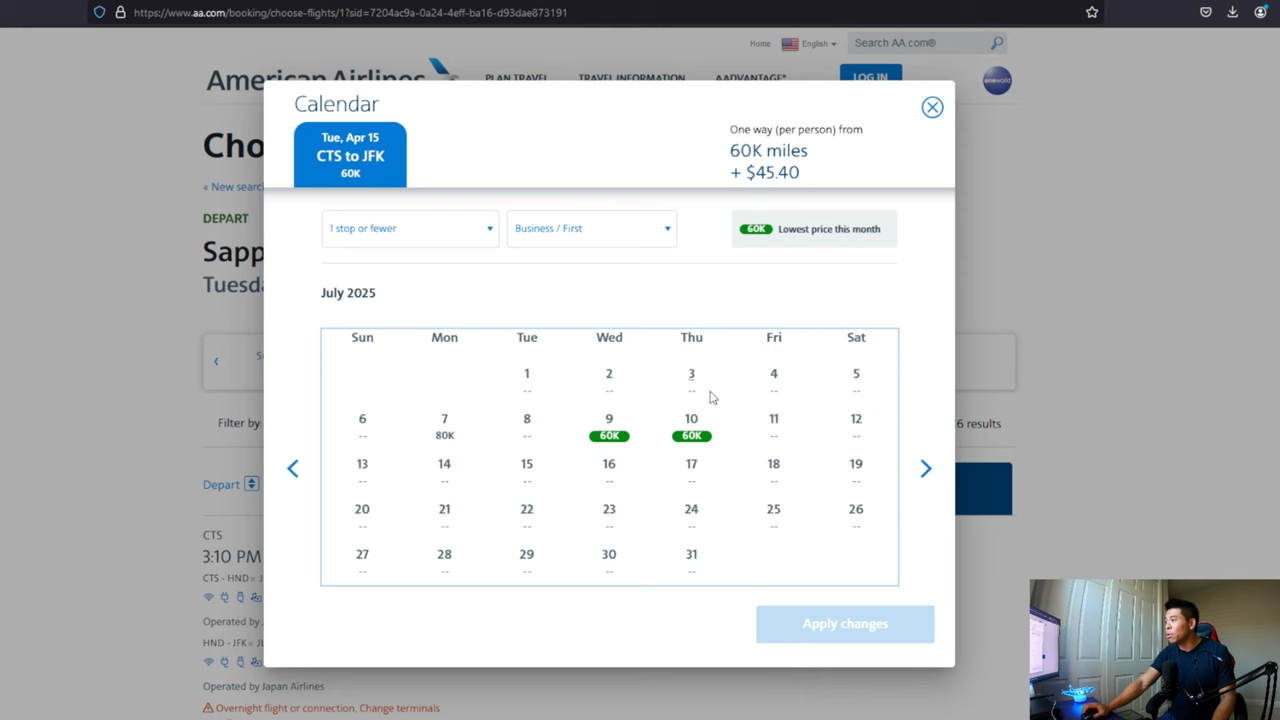 https://www.aa.com/booking/choose-flights/1?sid=7204ac9a-0a24-4eff-ba16-d93dae873191
Home English Search AA.com®
American Airlines PLAN TRAVEL TRAVEL INFORMATION AADVANTAGE® LOG IN oneworld
Calendar
Tue, Apr 15
CTS to JFK
60K
One way (per person) from
60K miles
+ $45.40
Cho
« New searc
DEPART
Sapp
Tuesda
1 stop or fewer Business / First 60K Lowest price this month
July 2025
Sun Mon Tue Wed Thu Fri Sat
1 2 3 4 5
-- -- -- -- --
6 7 8 9 10 11 12
-- 80K -- 60K 60K -- --
13 14 15 16 17 18 19
-- -- -- -- -- -- --
20 21 22 23 24 25 26
-- -- -- -- -- -- --
27 28 29 30 31
-- -- -- -- --
Apply changes
Filter by: 6 results
Depart
CTS
3:10 PM
CTS - HND
Operated by
HND - JFK
Operated by Japan Airlines
Overnight flight or connection. Change terminals